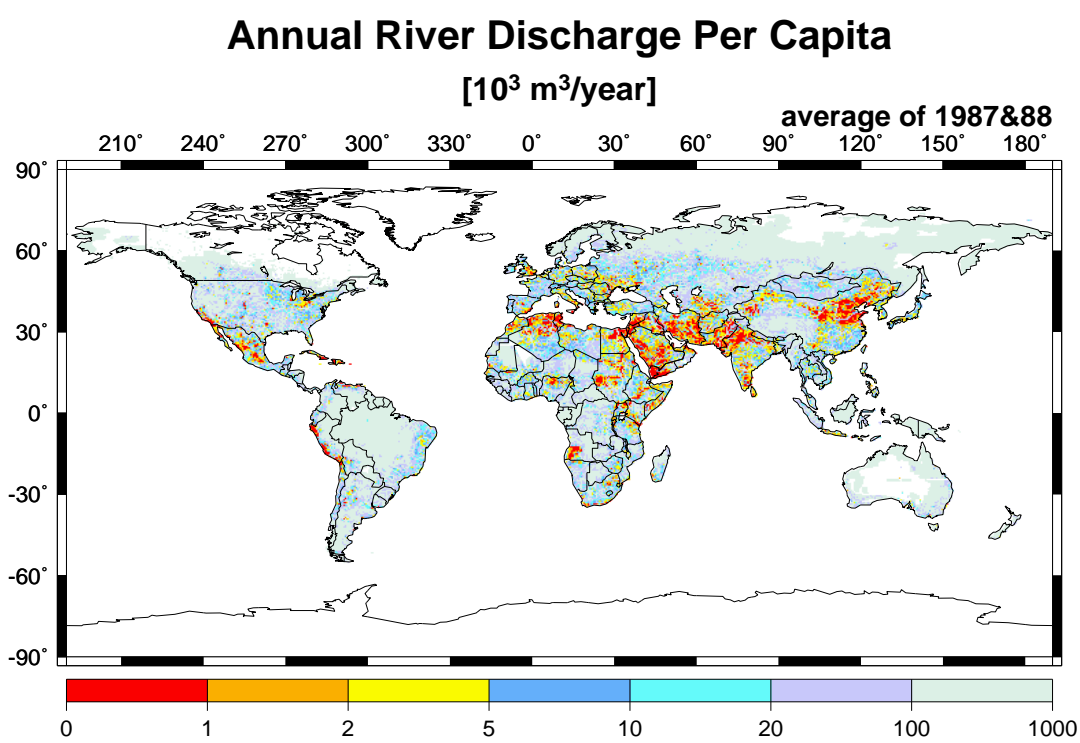 Annual River Discharge Per Capita
[10³ m³/year]
average of 1987&88
210° 240° 270° 300° 330° 0° 30° 60° 90° 120° 150° 180°
90°
60°
30°
0°
-30°
-60°
-90°
0 1 2 5 10 20 100 1000